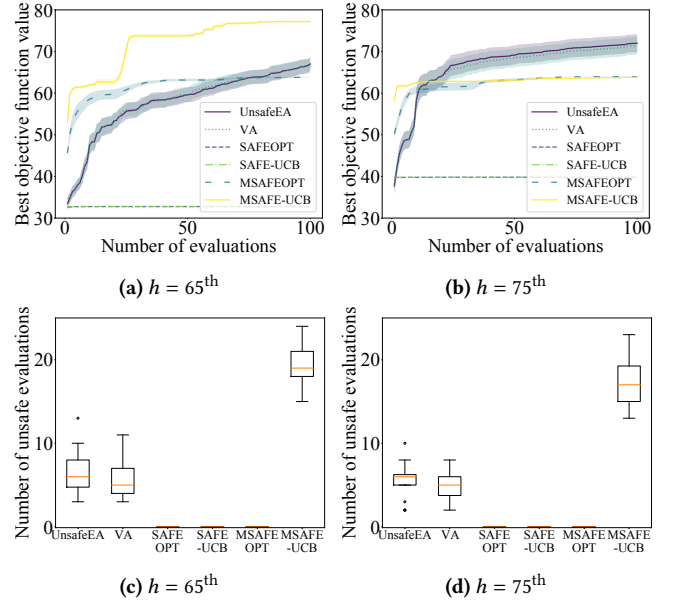 Best objective function value
80
70
60
50
40
30
UnsafeEA
VA
SAFEOPT
SAFE-UCB
MSAFEOPT
MSAFE-UCB
0 50 100
Number of evaluations
(a) h = 65th
Best objective function value
80
70
60
50
40
30
UnsafeEA
VA
SAFEOPT
SAFE-UCB
MSAFEOPT
MSAFE-UCB
0 50 100
Number of evaluations
(b) h = 75th
Number of unsafe evaluations
20
10
0
UnsafeEA VA SAFE SAFE MSAFE MSAFE
OPT -UCB OPT -UCB
(c) h = 65th
Number of unsafe evaluations
20
10
0
UnsafeEA VA SAFE SAFE MSAFE MSAFE
OPT -UCB OPT -UCB
(d) h = 75th